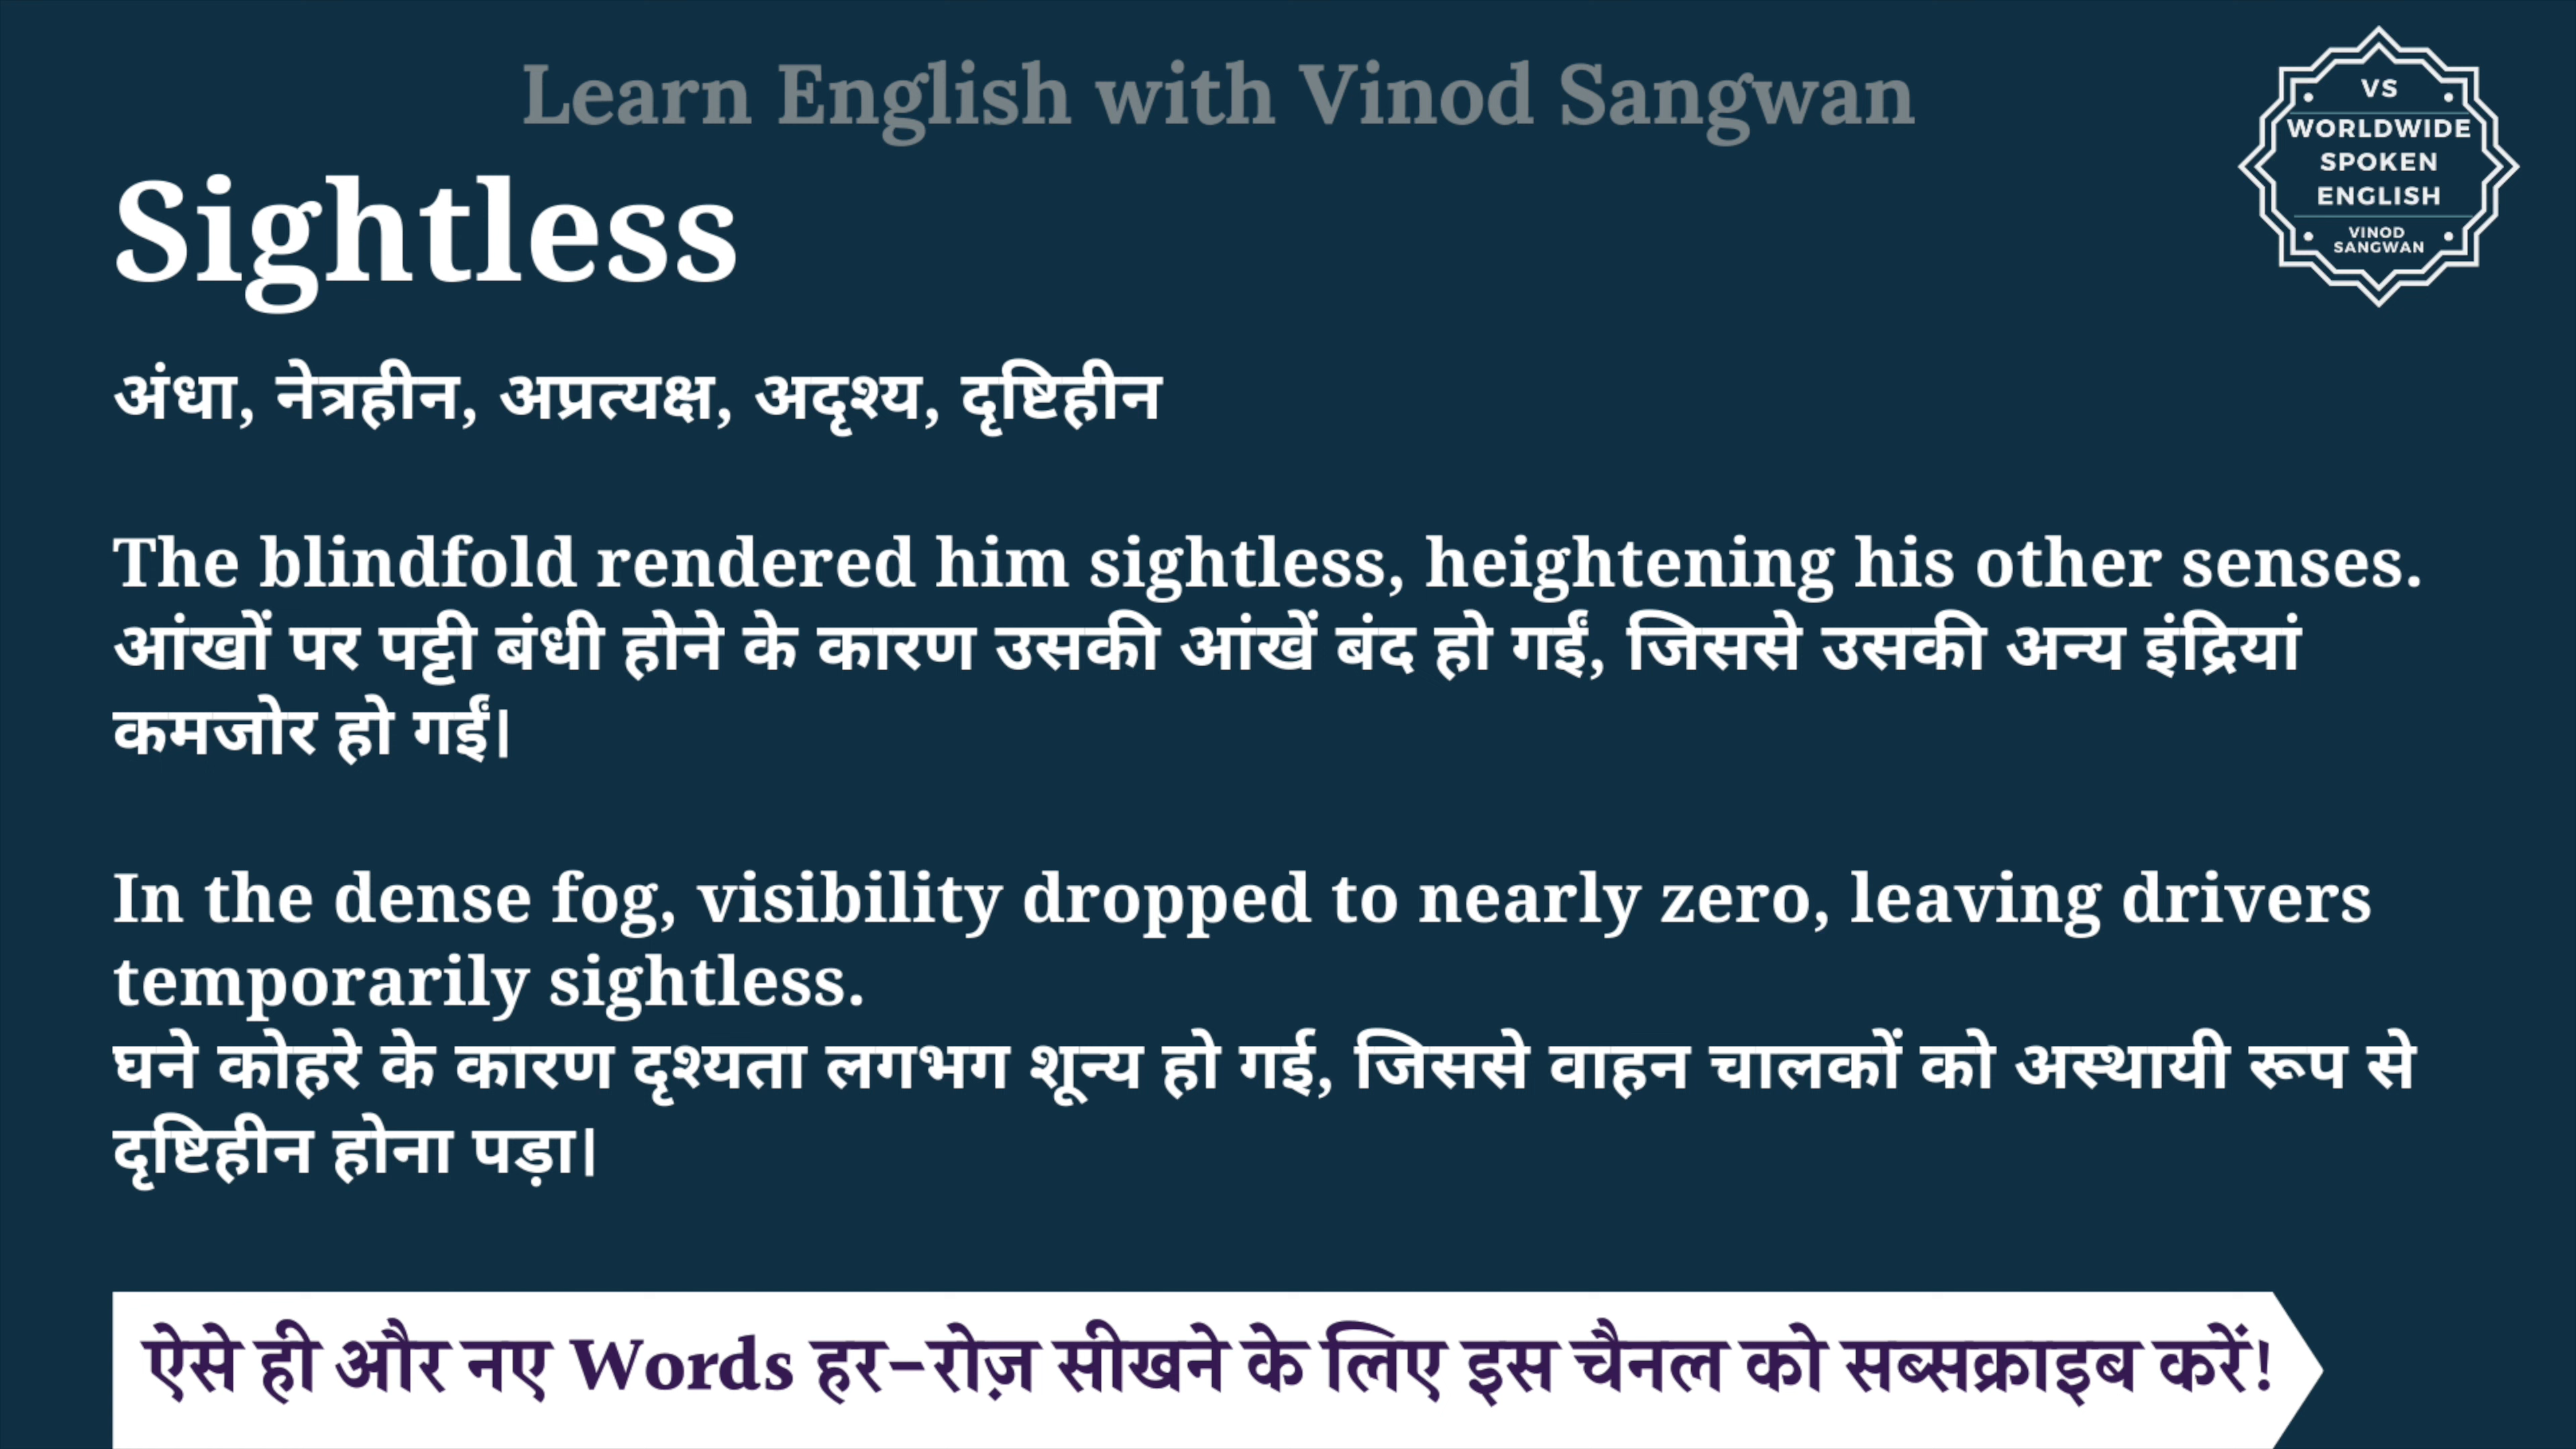 Learn English with Vinod Sangwan
VS
WORLDWIDE
SPOKEN
ENGLISH
VINOD
SANGWAN
Sightless
अंधा, नेत्रहीन, अप्रत्यक्ष, अदृश्य, दृष्टिहीन
The blindfold rendered him sightless, heightening his other senses.
आंखों पर पट्टी बंधी होने के कारण उसकी आंखें बंद हो गईं, जिससे उसकी अन्य इंद्रियां
कमजोर हो गईं।
In the dense fog, visibility dropped to nearly zero, leaving drivers
temporarily sightless.
घने कोहरे के कारण दृश्यता लगभग शून्य हो गई, जिससे वाहन चालकों को अस्थायी रूप से
दृष्टिहीन होना पड़ा।
ऐसे ही और नए Words हर-रोज़ सीखने के लिए इस चैनल को सब्सक्राइब करें!